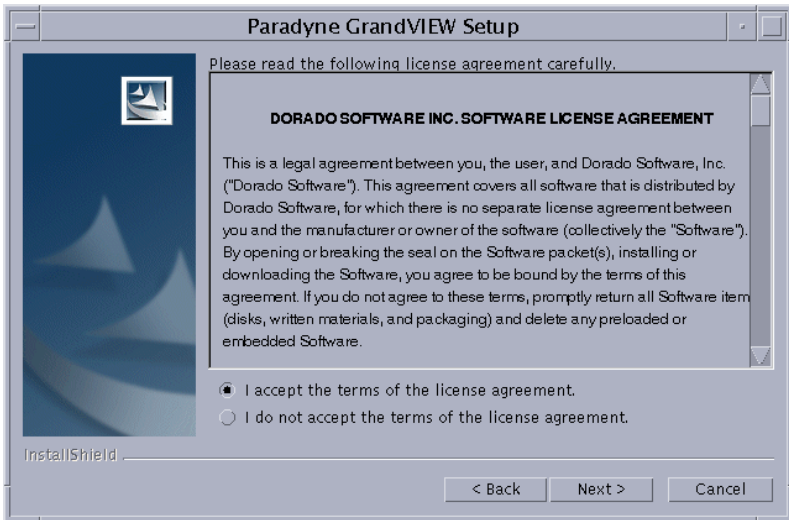 Paradyne GrandVIEW Setup
Please read the following license agreement carefully.
DORADO SOFTWARE INC. SOFTWARE LICENSE AGREEMENT
This is a legal agreement between you, the user, and Dorado Software, Inc.
("Dorado Software"). This agreement covers all software that is distributed by
Dorado Software, for which there is no separate license agreement between
you and the manufacturer or owner of the software (collectively the "Software").
By opening or breaking the seal on the Software packet(s), installing or
downloading the Software, you agree to be bound by the terms of this
agreement. If you do not agree to these terms, promptly return all Software item
(disks, written materials, and packaging) and delete any preloaded or
embedded Software.
I accept the terms of the license agreement.
I do not accept the terms of the license agreement.
InstallShield
< Back Next > Cancel